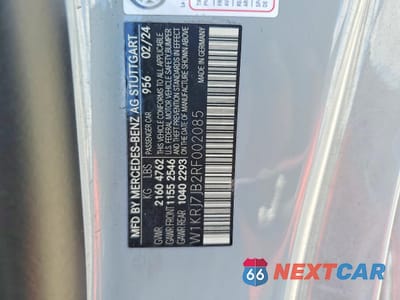 MFD BY MERCEDES-BENZ AG STUTTGART
956 02/24
PASSENGER CAR
KG LBS
GVWR 2160 4762
GAWR FRONT 1155 2546
GAWR REAR 1040 2293
THIS VEHICLE CONFORMS TO ALL APPLICABLE
U.S. FEDERAL MOTOR VEHICLE SAFETY BUMPER
AND THEFT PREVENTION STANDARDS IN EFFECT
ON THE DATE OF MANUFACTURE SHOWN ABOVE
MADE IN GERMANY
W1KRJ7JB2RF002085
66 NEXTCAR